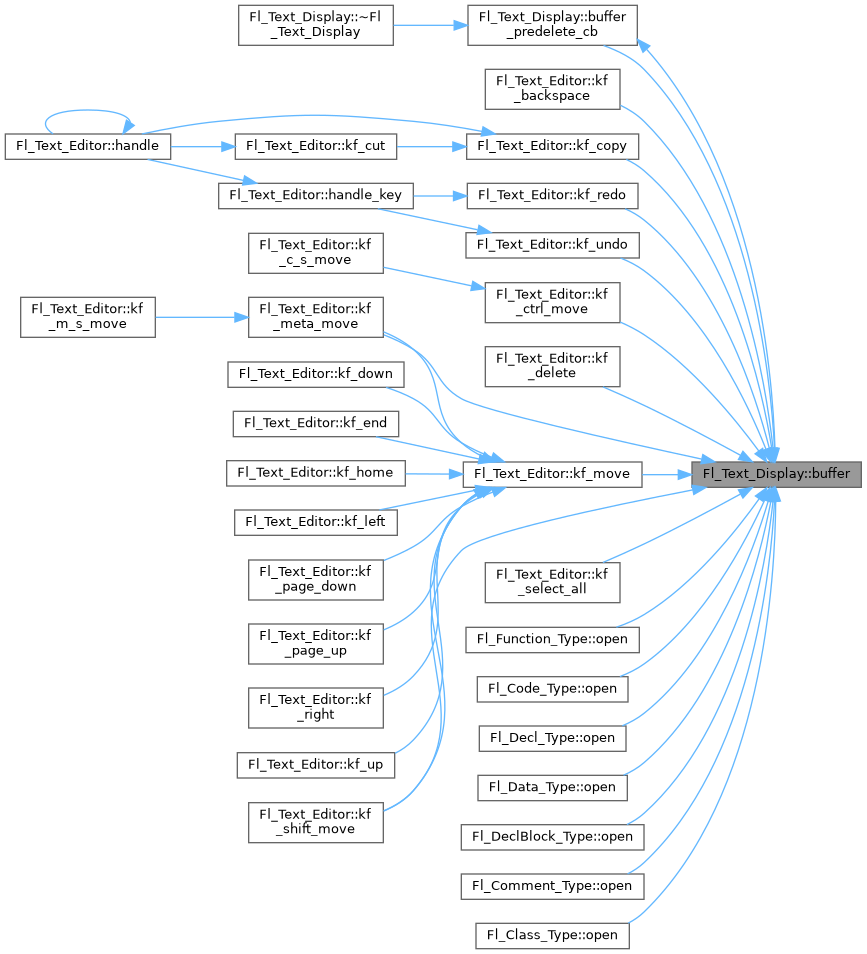 Fl_Text_Display::~Fl
_Text_Display
Fl_Text_Display::buffer
_predelete_cb
Fl_Text_Editor::kf
_backspace
Fl_Text_Editor::handle
Fl_Text_Editor::kf_cut
Fl_Text_Editor::kf_copy
Fl_Text_Editor::handle_key
Fl_Text_Editor::kf_redo
Fl_Text_Editor::kf_undo
Fl_Text_Editor::kf
_c_s_move
Fl_Text_Editor::kf
_ctrl_move
Fl_Text_Editor::kf
_m_s_move
Fl_Text_Editor::kf
_meta_move
Fl_Text_Editor::kf
_delete
Fl_Text_Editor::kf_down
Fl_Text_Editor::kf_end
Fl_Text_Editor::kf_home
Fl_Text_Editor::kf_move
Fl_Text_Display::buffer
Fl_Text_Editor::kf_left
Fl_Text_Editor::kf
_page_down
Fl_Text_Editor::kf
_select_all
Fl_Text_Editor::kf
_page_up
Fl_Function_Type::open
Fl_Text_Editor::kf
_right
Fl_Code_Type::open
Fl_Decl_Type::open
Fl_Text_Editor::kf_up
Fl_Data_Type::open
Fl_Text_Editor::kf
_shift_move
Fl_DeclBlock_Type::open
Fl_Comment_Type::open
Fl_Class_Type::open